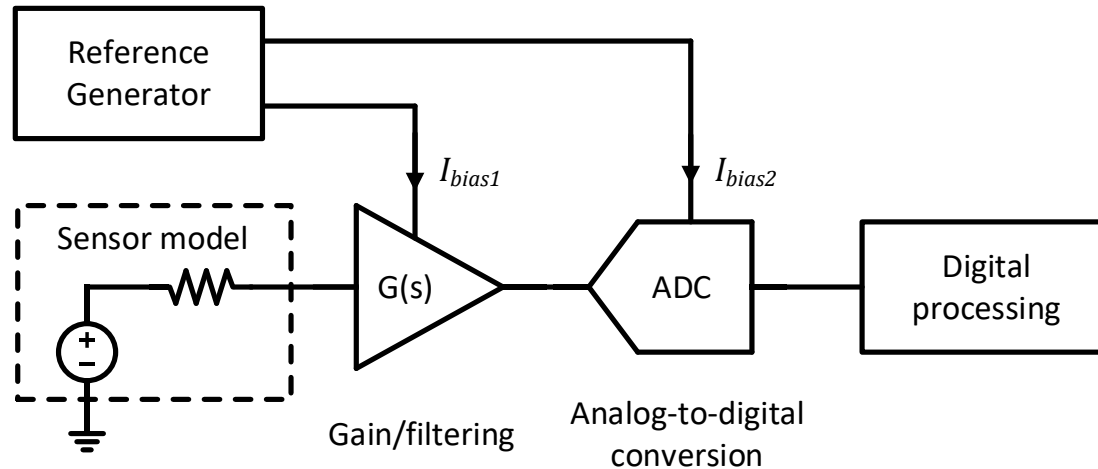 Reference
Generator
I_bias1
I_bias2
Sensor model
+
−
G(s)
ADC
Digital
processing
Gain/filtering
Analog-to-digital
conversion